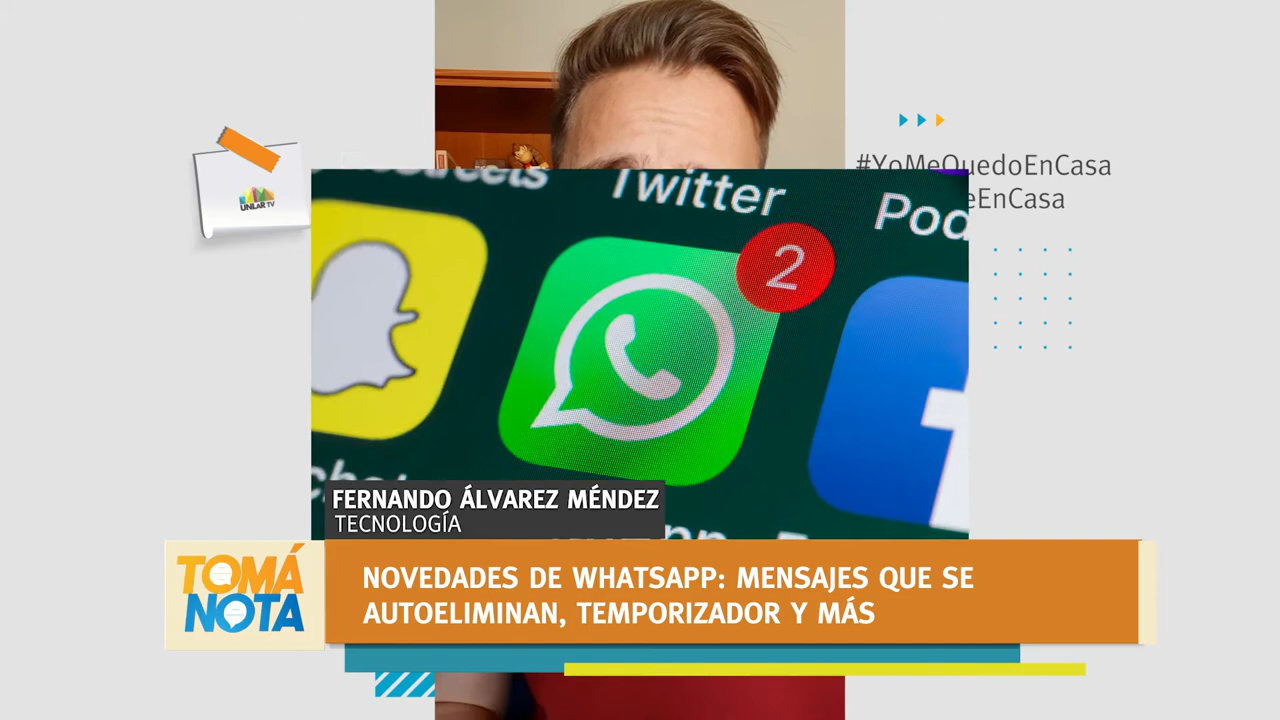 #YoMeQuedoEnCasa
eEnCasa
UNLAR TV
Twitter
Pod
2
FERNANDO ÁLVAREZ MÉNDEZ
TECNOLOGÍA
TOMÁ
NOTA
NOVEDADES DE WHATSAPP: MENSAJES QUE SE
AUTOELIMINAN, TEMPORIZADOR Y MÁS